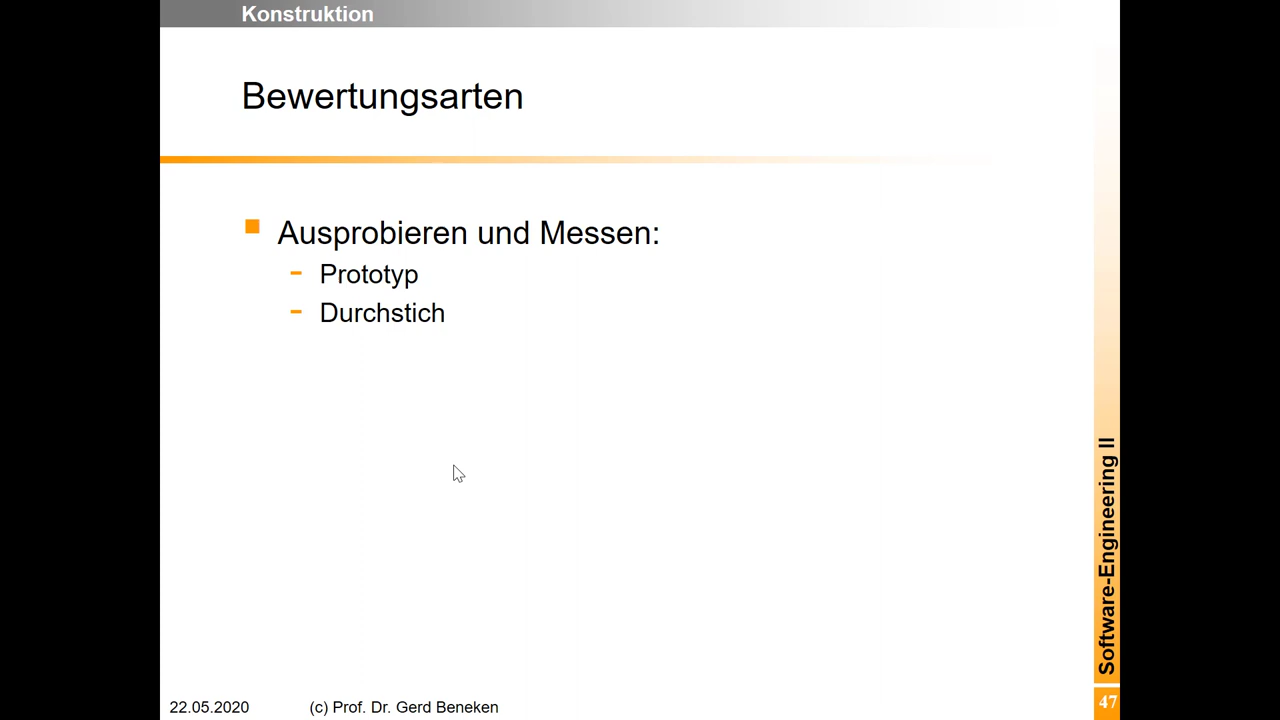 Konstruktion
Bewertungsarten
Ausprobieren und Messen:
- Prototyp
- Durchstich
Software-Engineering II
22.05.2020 (c) Prof. Dr. Gerd Beneken 47